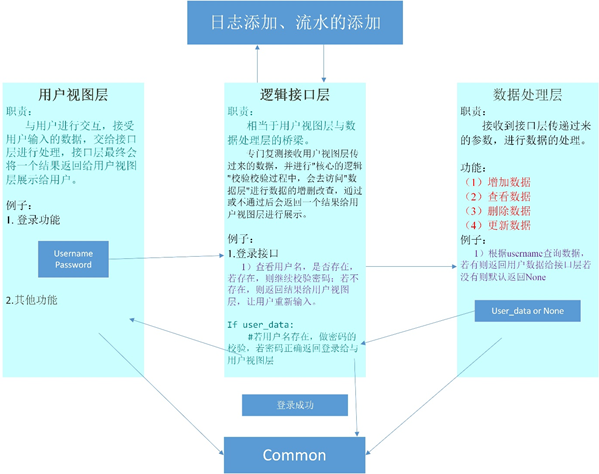 日志添加、流水的添加
用户视图层
职责：
与用户进行交互，接受
用户输入的数据，交给接口
层进行处理，接口层最终会
将一个结果返回给用户视图
层展示给用户。
例子：
1. 登录功能
Username
Password
2.其他功能
逻辑接口层
职责：
相当于用户视图层与数
据处理层的桥梁。
专门复测接收用户视图层传
过来的数据，并进行"核心的逻辑
"校验校验过程中，会去访问"数
据层"进行数据的增删改查，通过
或不通过后会返回一个结果给用
户视图层进行展示。
例子：
1.登录接口
1）查看用户名，是否存在，
若存在，则继续校验密码；若不
存在，则返回结果给用户视图
层，让用户重新输入。
If user_data:
#若用户名存在，做密码的
校验，若密码正确返回登录给与
用户视图层
登录成功
数据处理层
职责：
接收到接口层传递过来
的参数，进行数据的处理。
功能：
（1）增加数据
（2）查看数据
（3）删除数据
（4）更新数据
例子：
1）根据username查询数据，
若有则返回用户数据给接口层若
没有则默认返回None
User_data or None
Common